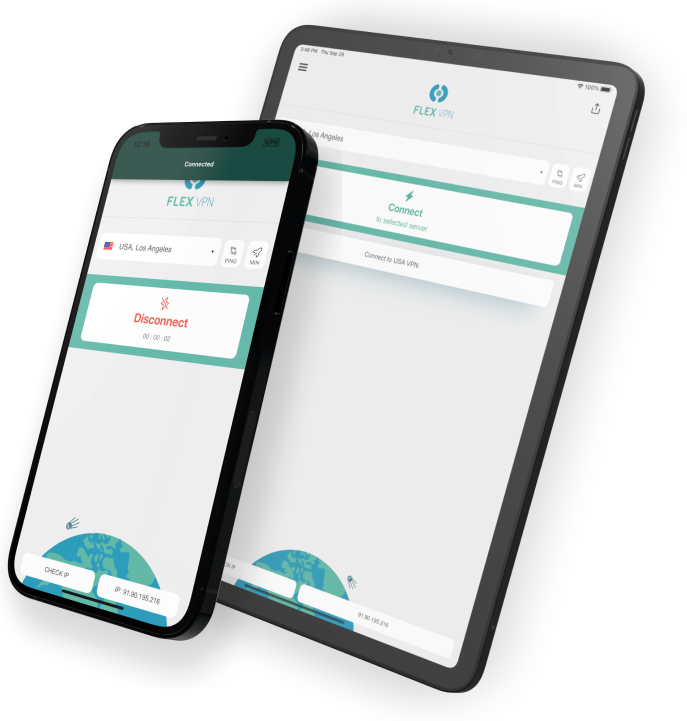 12:10
VPN
Connected
FLEX VPN
USA, Los Angeles
PING
MIN
Disconnect
00 : 00 : 02
CHECK IP
IP: 91.90.195.216
3:46 PM Thu Sep 29
100%
FLEX VPN
Los Angeles
PING
MIN
Connect
to selected server
Connect to USA VPN
IP
91.90.195.216